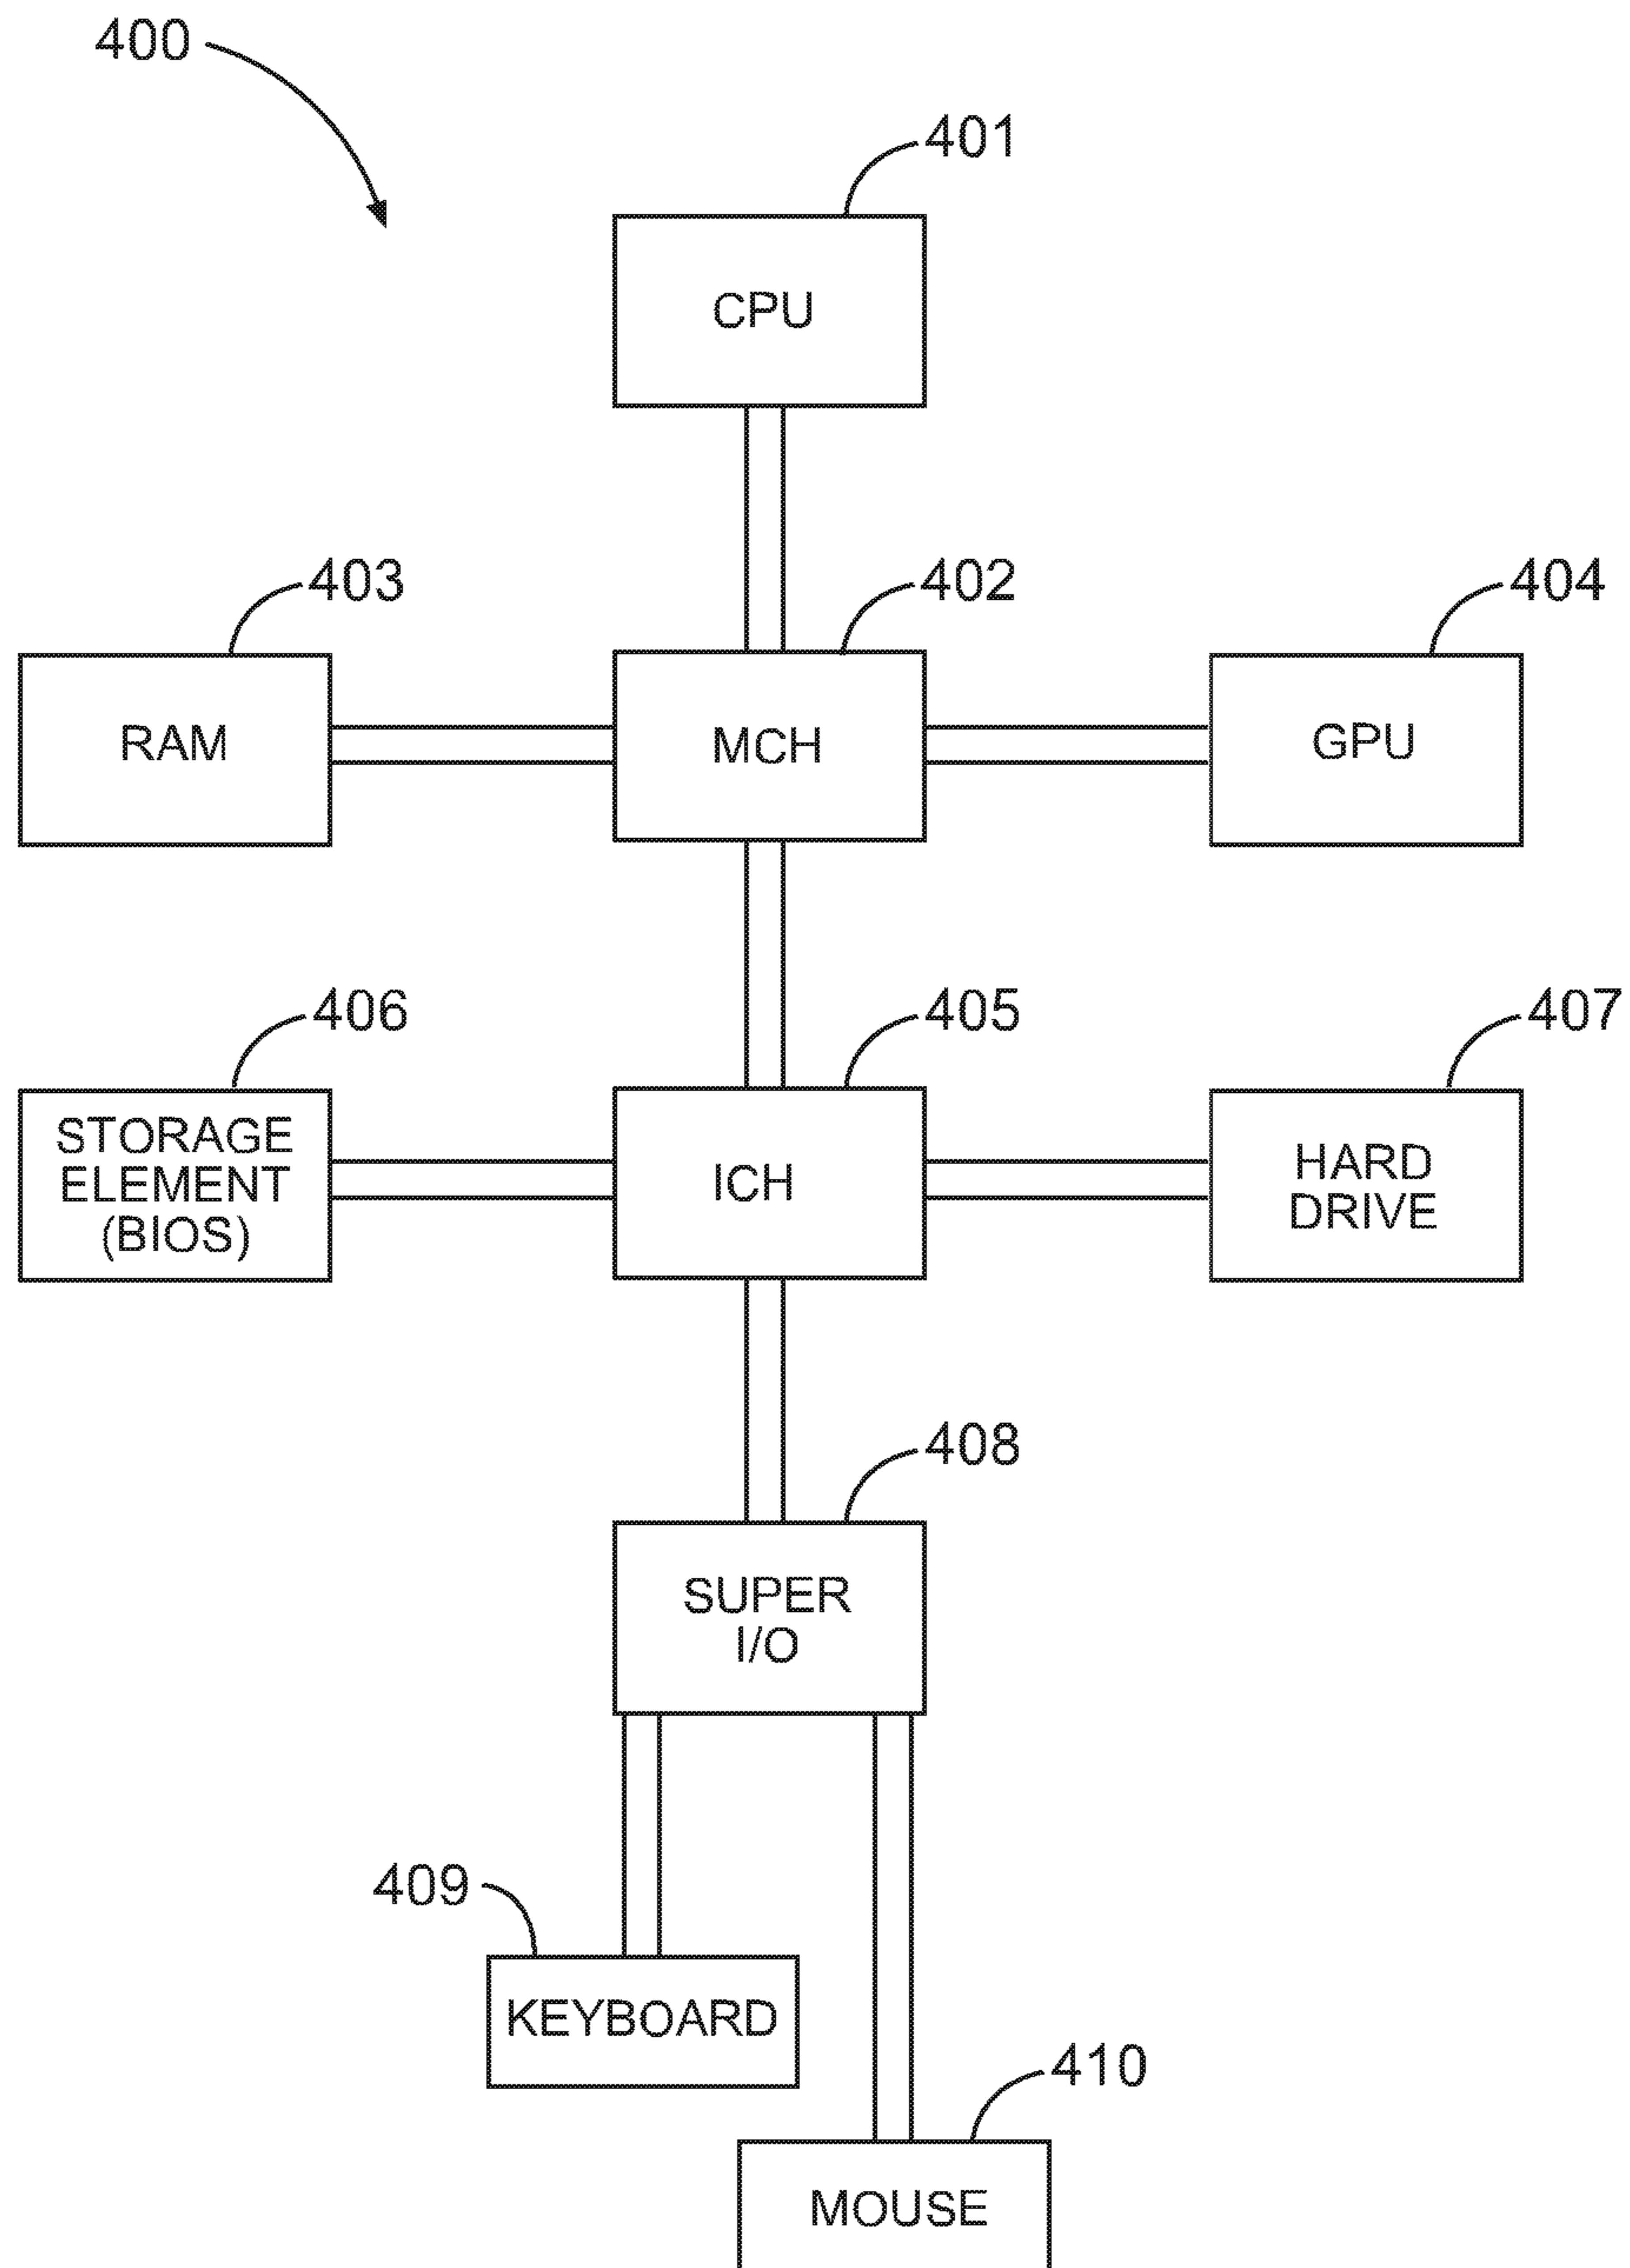 400
401
CPU
403
402
404
RAM
MCH
GPU
406
405
407
STORAGE
ELEMENT
(BIOS)
ICH
HARD
DRIVE
408
SUPER
I/O
409
KEYBOARD
410
MOUSE